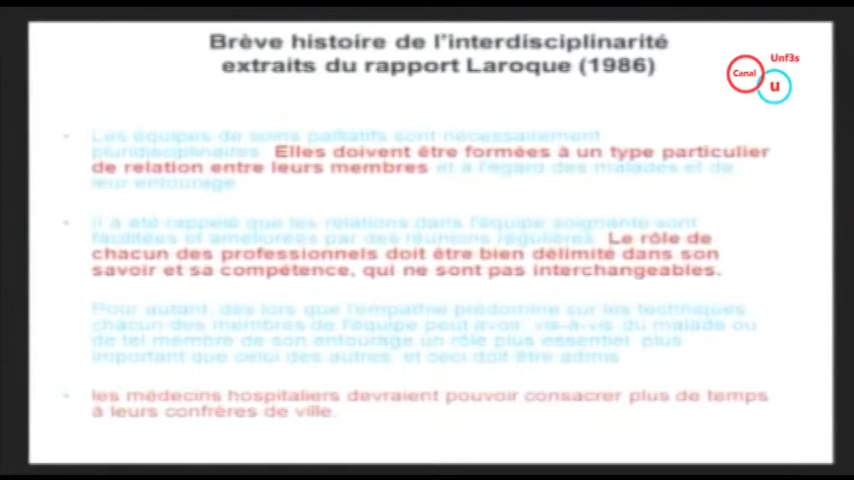 Brève histoire de l'interdisciplinarité
extraits du rapport Laroque (1986)
Unf3s
Canal
u
Les équipes de soins palliatifs sont nécessairement
pluridisciplinaires. Elles doivent être formées à un type particulier
de relation entre leurs membres et à l'égard des malades et de
leur entourage
Il a été rappelé que les relations dans l'équipe soignante sont
facilitées et améliorées par des réunions régulières. Le rôle de
chacun des professionnels doit être bien délimité dans son
savoir et sa compétence, qui ne sont pas interchangeables.
Pour autant, dès lors que l'empathie prédomine sur les techniques
chacun des membres de l'équipe peut avoir, vis-à-vis du malade ou
de tel membre de son entourage un rôle plus essentiel, plus
important que celui des autres, et ceci doit être admis
les médecins hospitaliers devraient pouvoir consacrer plus de temps
à leurs confrères de ville.